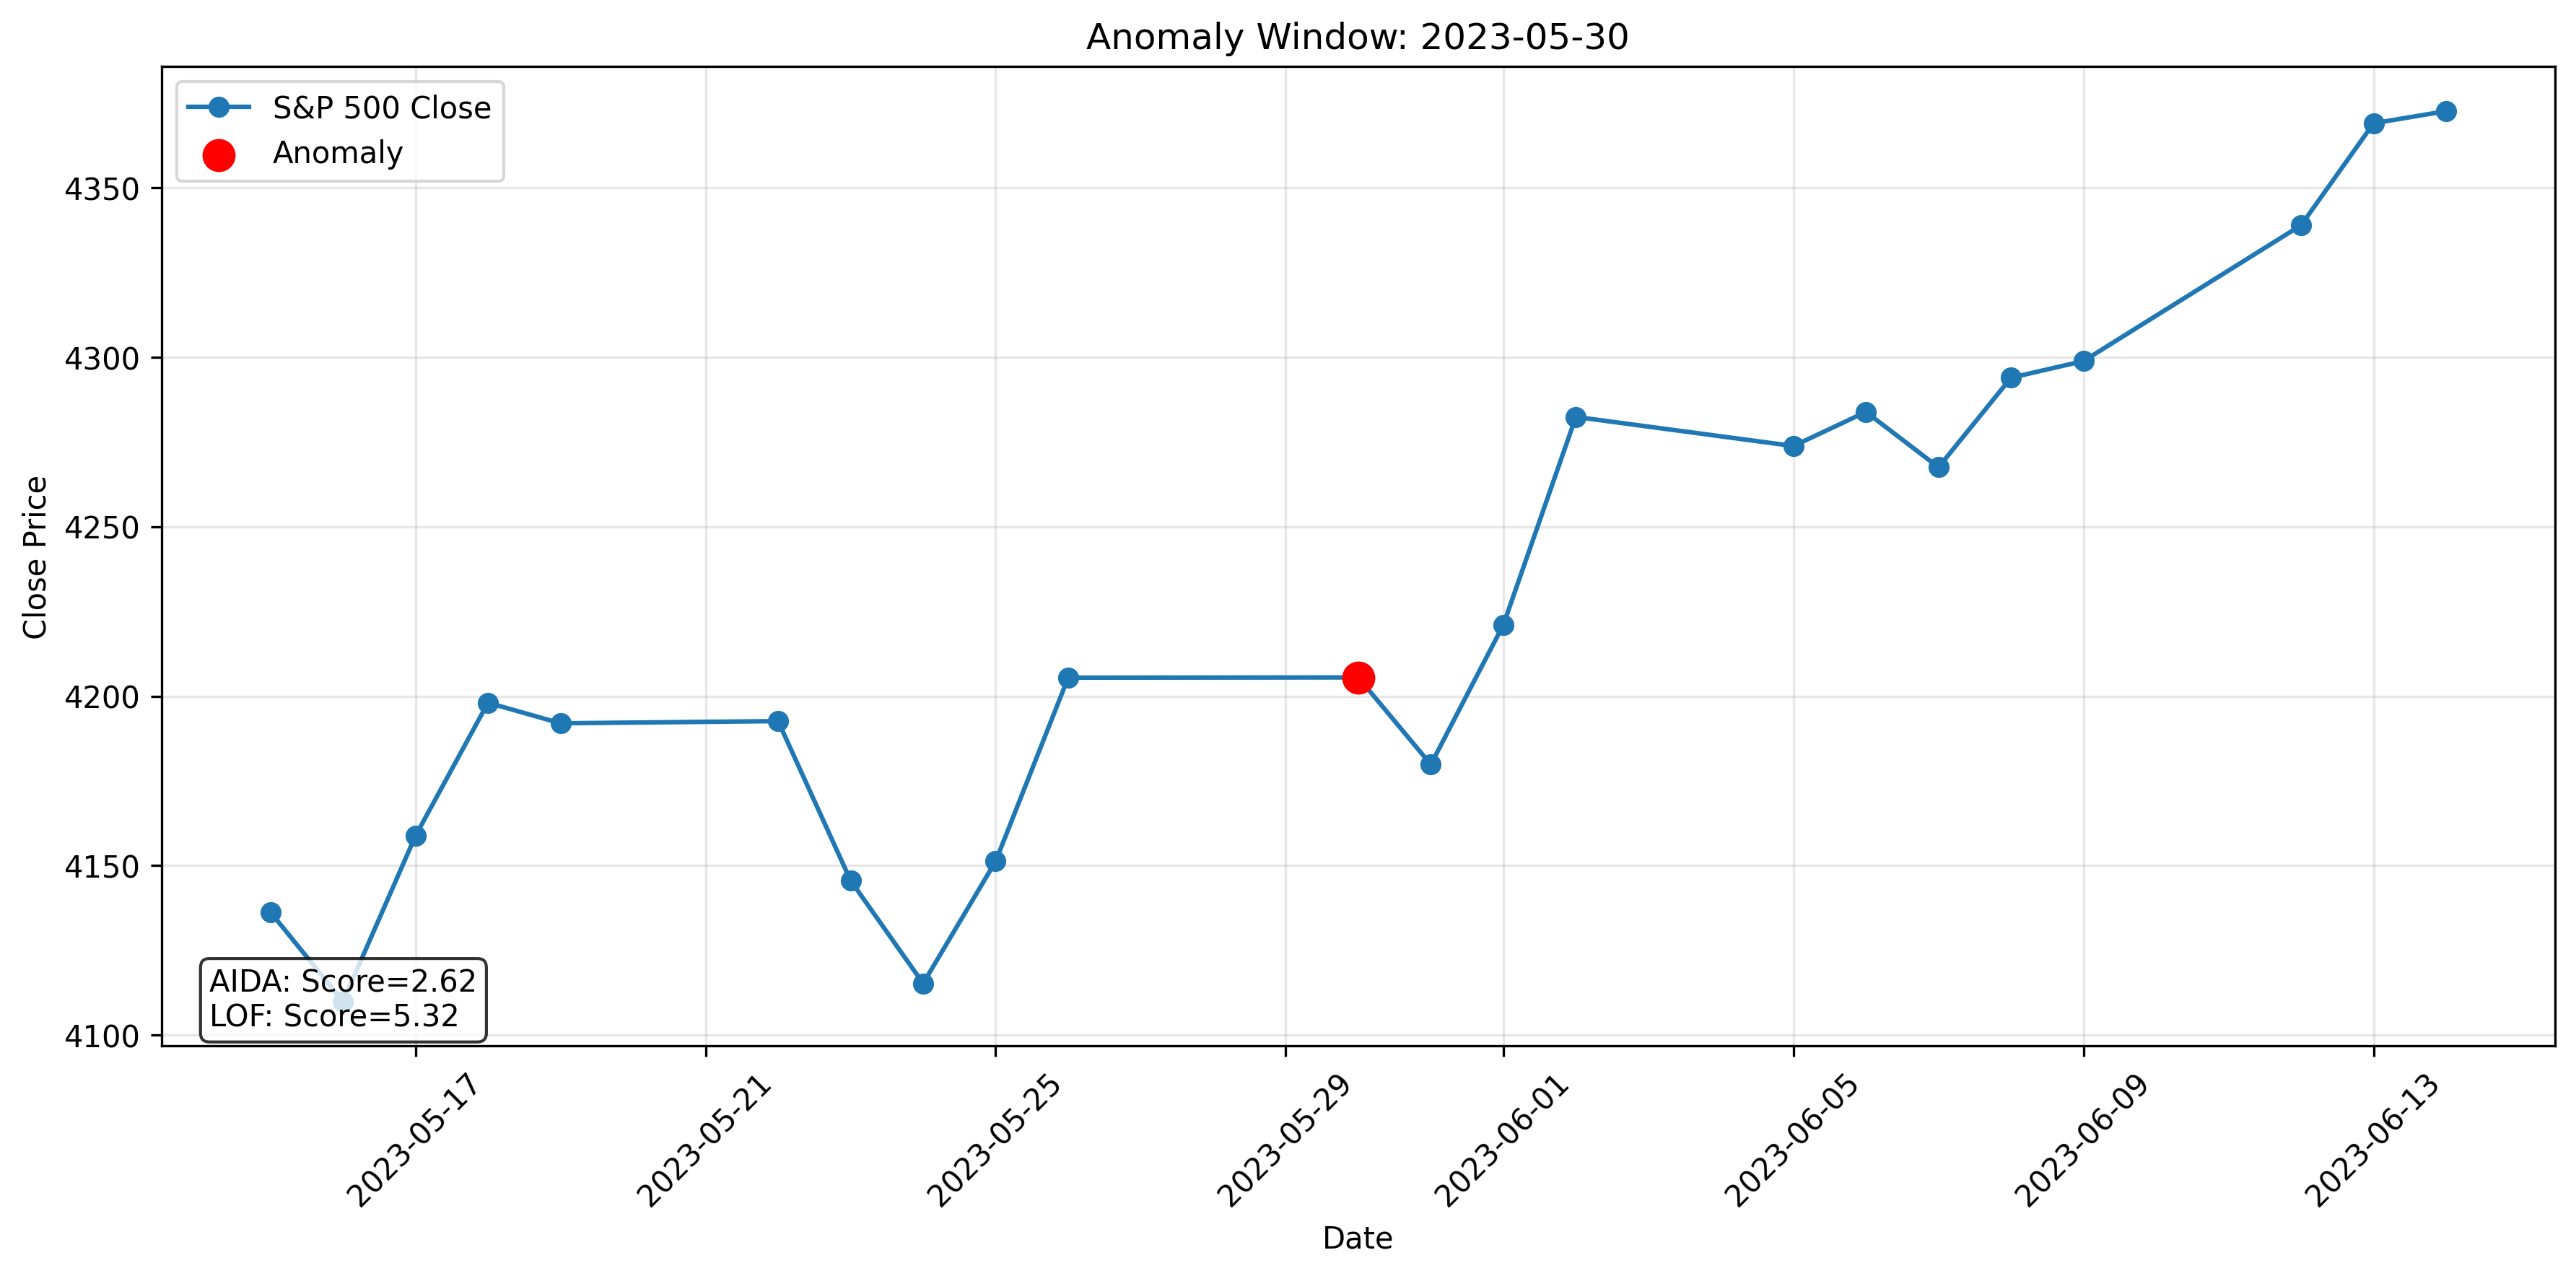 Anomaly Window: 2023-05-30
S&P 500 Close
Anomaly
Close Price
4350
4300
4250
4200
4150
4100
AIDA: Score=2.62
LOF: Score=5.32
2023-05-17
2023-05-21
2023-05-25
2023-05-29
2023-06-01
2023-06-05
2023-06-09
2023-06-13
Date